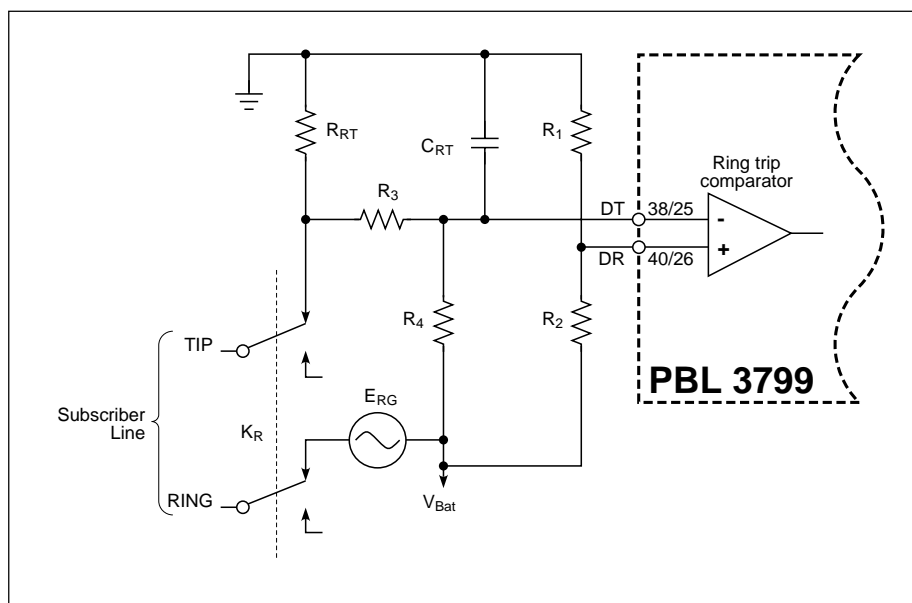 R_RT
C_RT
R_1
Ring trip
comparator
R_3
DT
38/25
-
DR
40/26
+
R_4
R_2
TIP
PBL 3799
E_RG
Subscriber
Line
K_R
RING
V_Bat